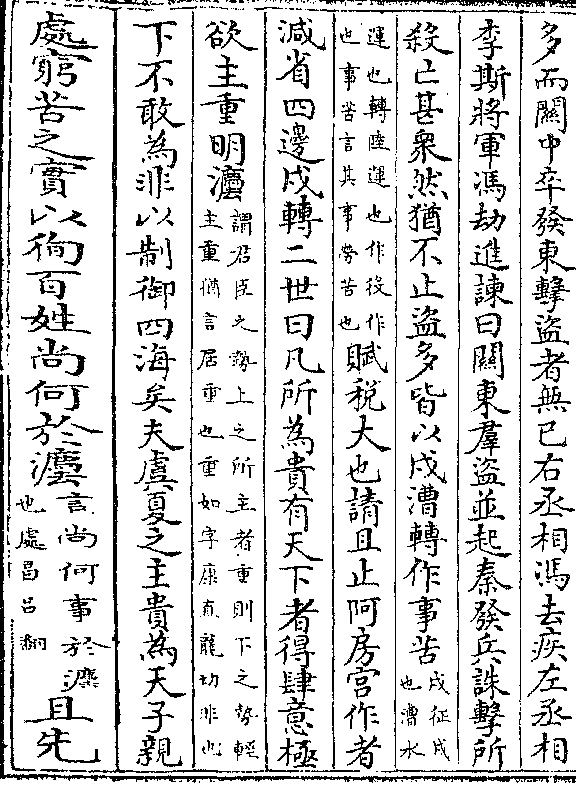 多而關中卒發東擊盜者無已右丞相馮去疾左丞相
李斯將軍馮劫進諫曰關東羣盜並起秦發兵誅擊所
殺亡甚衆然猶不止盜多皆以戍漕轉作事苦戍征戍也漕水
運也轉陸運也作役作也事苦言其事勞苦也賦稅大也請且止阿房宮作者
減省四邊戍轉二世曰凡所為貴有天下者得肆意極
欲主重明灋謂君臣之勢上之所主者重則下之勢輕主重猶言居重也重如字康直龍切非也
下不敢為非以制御四海矣夫虞夏之主貴為天子親
處窮苦之實以徇百姓尚何於灋言尚何事於灋也處昌呂翻且先